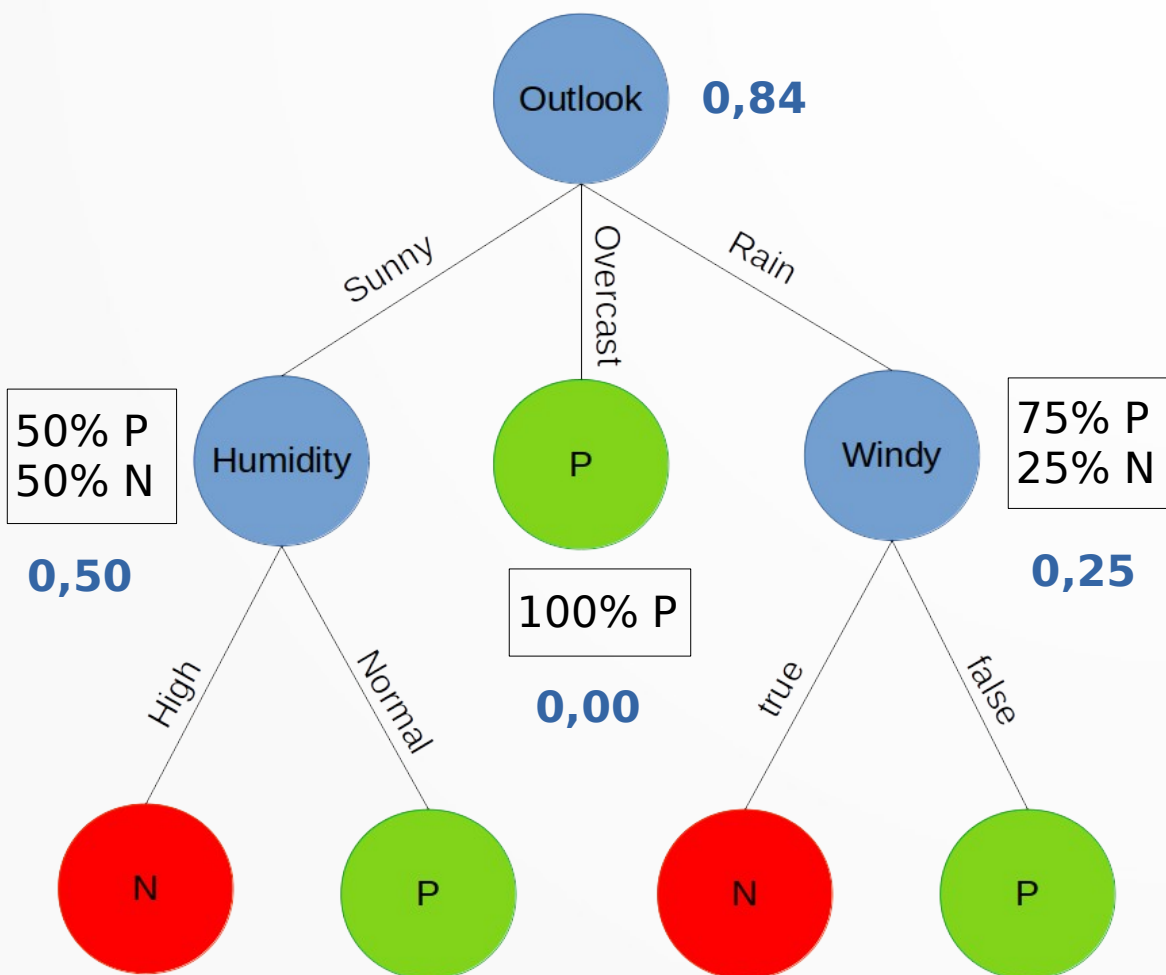 Outlook
0,84
Sunny
Overcast
Rain
50% P
50% N
Humidity
P
Windy
75% P
25% N
0,50
100% P
0,25
0,00
High
Normal
true
false
N
P
N
P